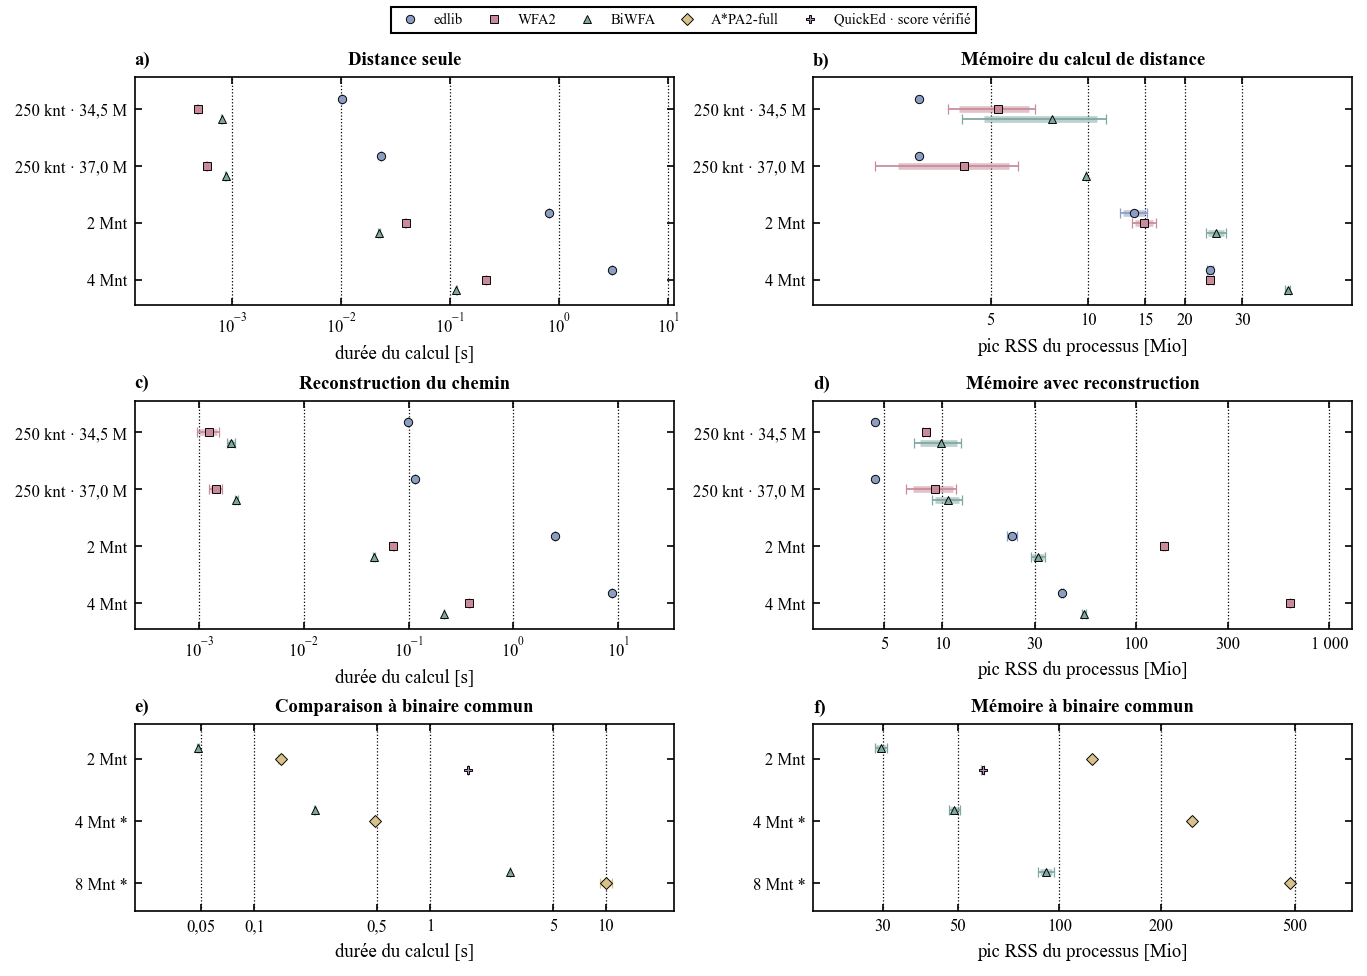 edlib WFA2 BiWFA A*PA2-full QuickEd · score vérifié
a) Distance seule
250 knt · 34,5 M
250 knt · 37,0 M
2 Mnt
4 Mnt
10⁻³ 10⁻² 10⁻¹ 10⁰ 10¹
durée du calcul [s]
b) Mémoire du calcul de distance
250 knt · 34,5 M
250 knt · 37,0 M
2 Mnt
4 Mnt
5 10 15 20 30
pic RSS du processus [Mio]
c) Reconstruction du chemin
250 knt · 34,5 M
250 knt · 37,0 M
2 Mnt
4 Mnt
10⁻³ 10⁻² 10⁻¹ 10⁰ 10¹
durée du calcul [s]
d) Mémoire avec reconstruction
250 knt · 34,5 M
250 knt · 37,0 M
2 Mnt
4 Mnt
5 10 30 100 300 1 000
pic RSS du processus [Mio]
e) Comparaison à binaire commun
2 Mnt
4 Mnt *
8 Mnt *
0,05 0,1 0,5 1 5 10
durée du calcul [s]
f) Mémoire à binaire commun
2 Mnt
4 Mnt *
8 Mnt *
30 50 100 200 500
pic RSS du processus [Mio]